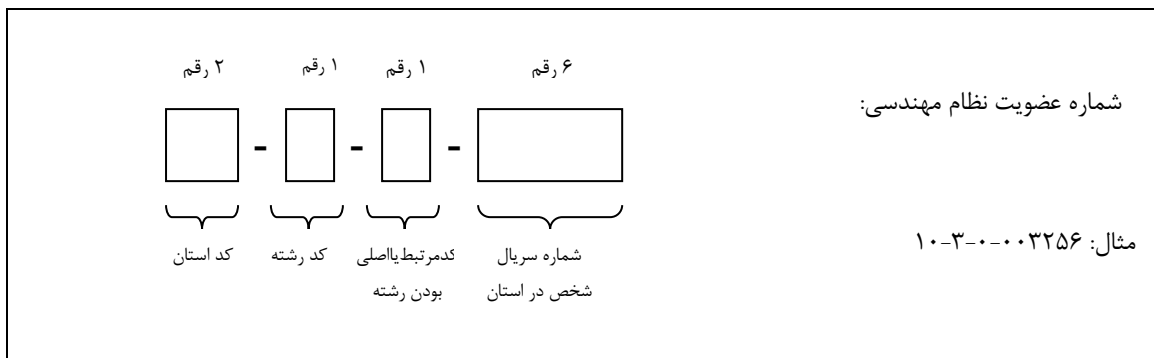 ۲ رقم
۱ رقم
۱ رقم
۶ رقم
شماره عضویت نظام مهندسی:
- - -
کد استان
کد رشته
کدمرتبط‌یااصلی
بودن رشته
شماره سریال
شخص در استان
مثال: ۱۰-۳-۰-۰۰۳۲۵۶